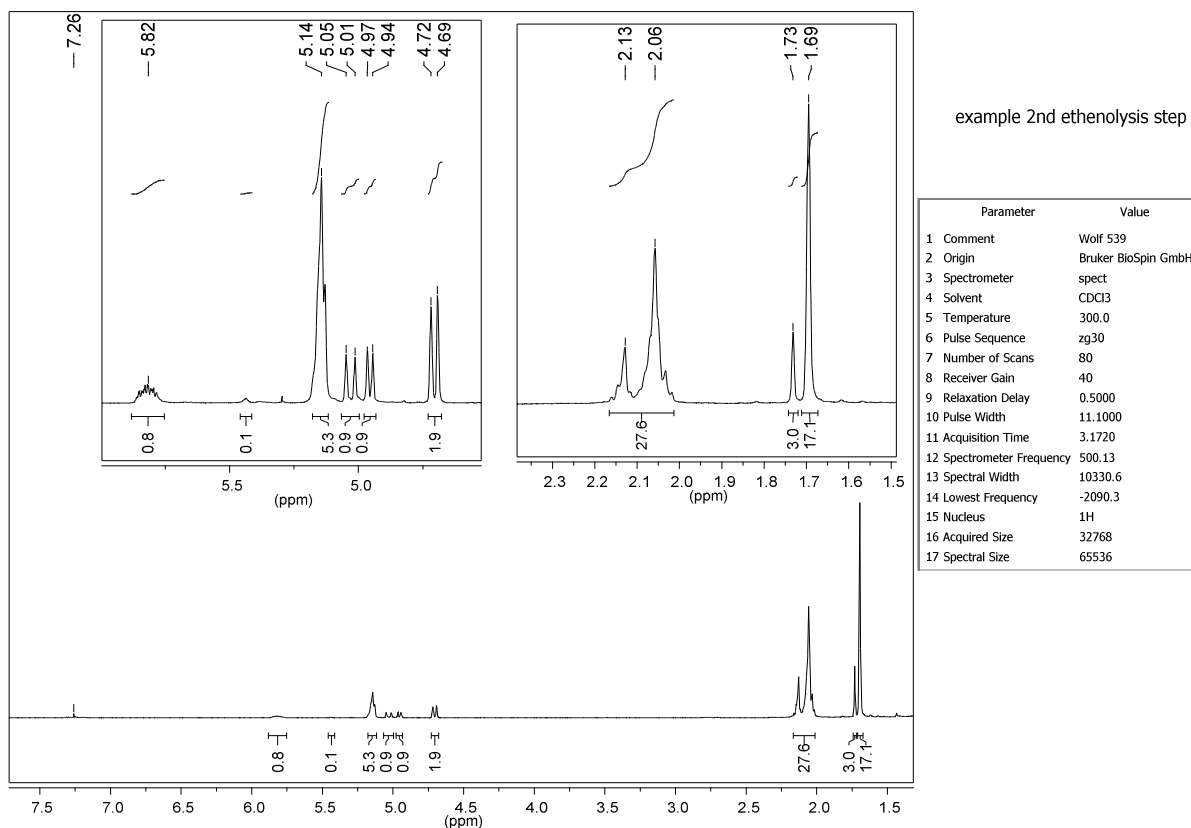 7.26
5.82
5.14
5.05
5.01
4.97
4.94
4.72
4.69
2.13
2.06
1.73
1.69
example 2nd ethenolysis step
0.8
0.1
5.3
0.9
0.9
1.9
5.5 5.0
(ppm)
27.6
3.0
17.1
2.3 2.2 2.1 2.0 1.9 1.8 1.7 1.6 1.5
(ppm)
Parameter Value
1 Comment Wolf 539
2 Origin Bruker BioSpin GmbH
3 Spectrometer spect
4 Solvent CDCl3
5 Temperature 300.0
6 Pulse Sequence zg30
7 Number of Scans 80
8 Receiver Gain 40
9 Relaxation Delay 0.5000
10 Pulse Width 11.1000
11 Acquisition Time 3.1720
12 Spectrometer Frequency 500.13
13 Spectral Width 10330.6
14 Lowest Frequency -2090.3
15 Nucleus 1H
16 Acquired Size 32768
17 Spectral Size 65536
0.8
0.1
5.3
0.9
0.9
1.9
27.6
3.0
17.1
7.5 7.0 6.5 6.0 5.5 5.0 4.5 4.0 3.5 3.0 2.5 2.0 1.5
(ppm)